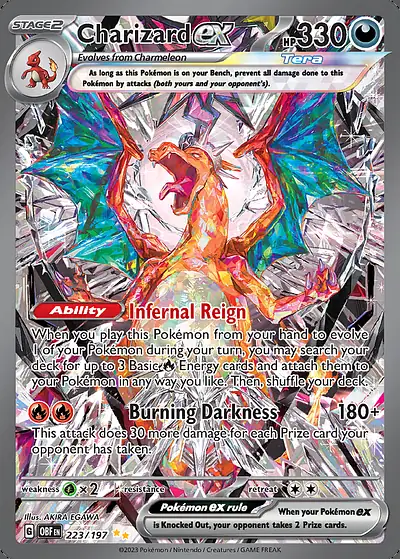 STAGE2 Charizard ex HP 330
Evolves from Charmeleon
Tera
As long as this Pokémon is on your Bench, prevent all damage done to this
Pokémon by attacks (both yours and your opponent's).
Ability Infernal Reign
When you play this Pokémon from your hand to evolve
1 of your Pokémon during your turn, you may search your
deck for up to 3 Basic Energy cards and attach them to
your Pokémon in any way you like. Then, shuffle your deck.
Burning Darkness 180+
This attack does 30 more damage for each Prize card your
opponent has taken.
weakness × 2 resistance retreat
Illus. AKIRA EGAWA
G OBF EN 223/197
Pokémon ex rule
When your Pokémon ex
is Knocked Out, your opponent takes 2 Prize cards.
©2023 Pokémon / Nintendo / Creatures / GAME FREAK